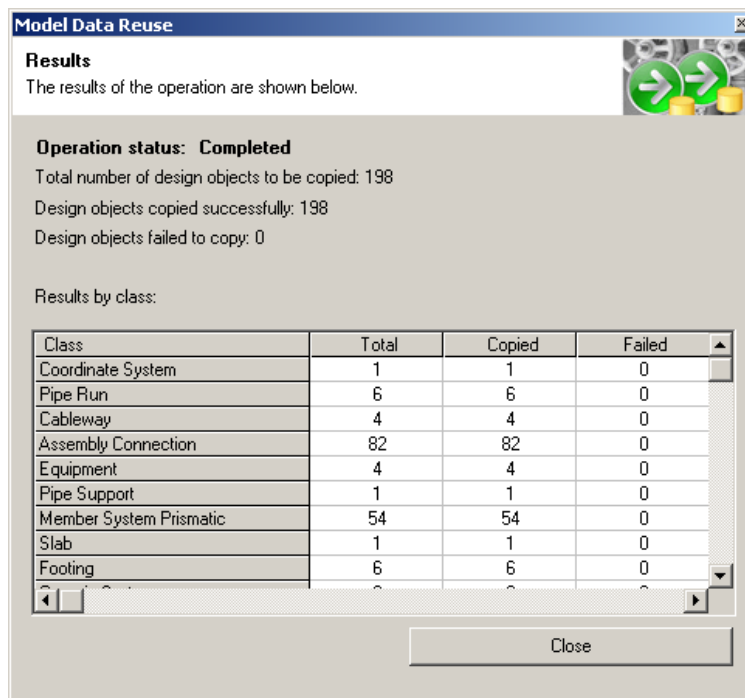 Model Data Reuse
Results
The results of the operation are shown below.
Operation status: Completed
Total number of design objects to be copied: 198
Design objects copied successfully: 198
Design objects failed to copy: 0
Results by class:
Class Total Copied Failed
Coordinate System 1 1 0
Pipe Run 6 6 0
Cableway 4 4 0
Assembly Connection 82 82 0
Equipment 4 4 0
Pipe Support 1 1 0
Member System Prismatic 54 54 0
Slab 1 1 0
Footing 6 6 0
Close